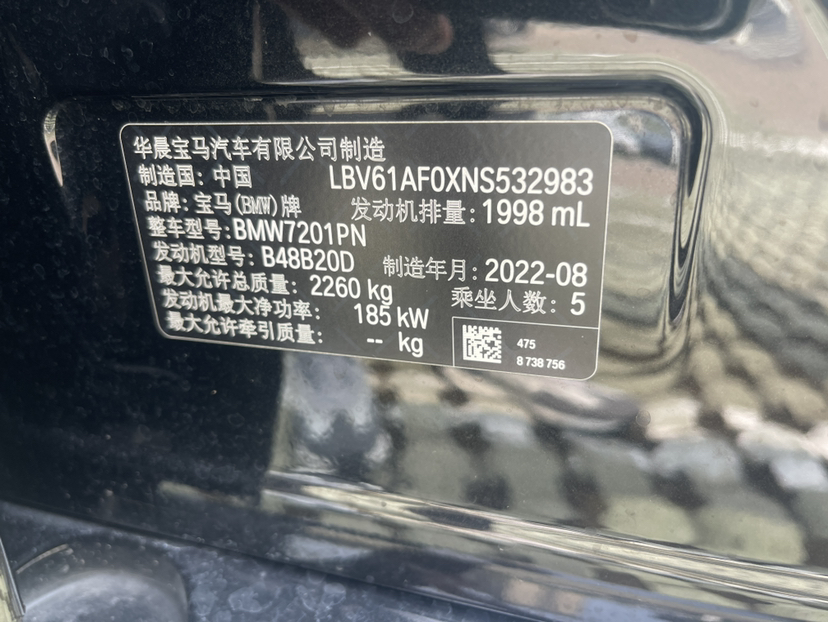 华晨宝马汽车有限公司制造
制造国：中国 LBV61AF0XNS532983
品牌：宝马(BMW)牌 发动机排量：1998 mL
整车型号：BMW7201PN
发动机型号：B48B20D 制造年月：2022-08
最大允许总质量：2260 kg 乘坐人数：5
发动机最大净功率：185 kW
最大允许牵引质量：-- kg
475
8 738 756